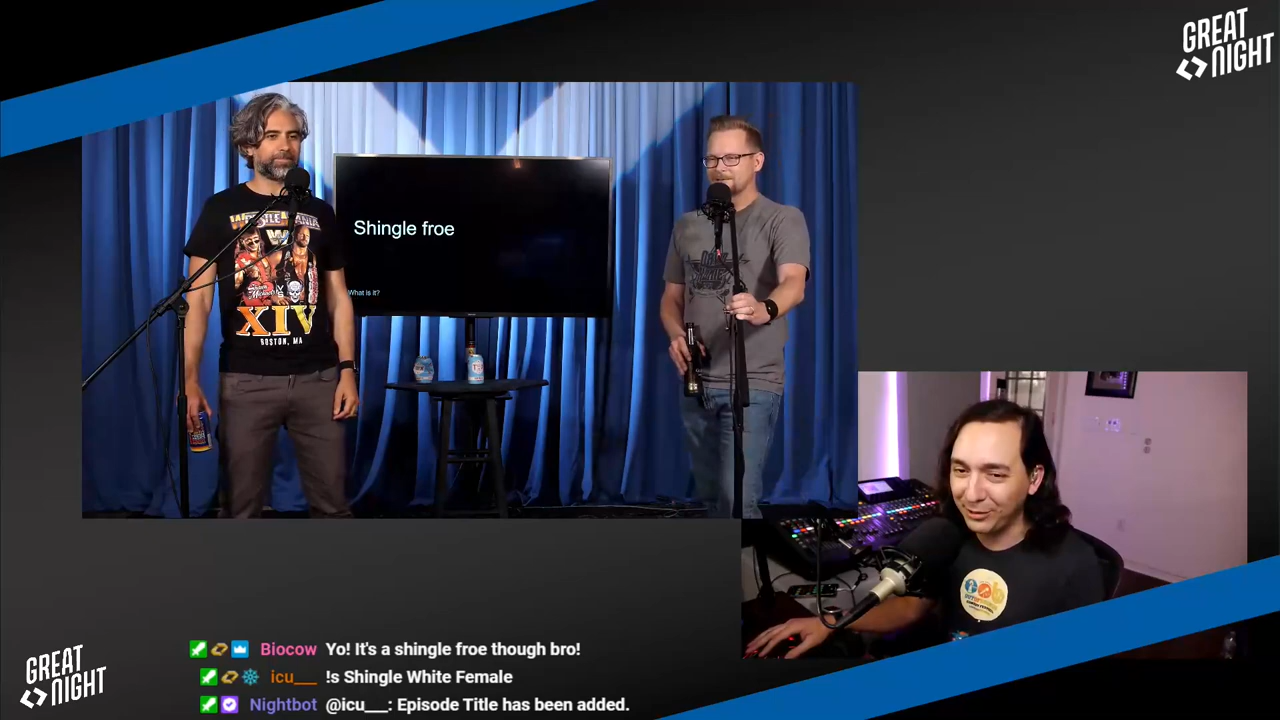 GREAT
NIGHT
WRESTLEMANIA
XIV
BOSTON, MA
Shingle froe
What is it?
GREAT
NIGHT
Biocow Yo! It's a shingle froe though bro!
icu___ !s Shingle White Female
Nightbot @icu___: Episode Title has been added.